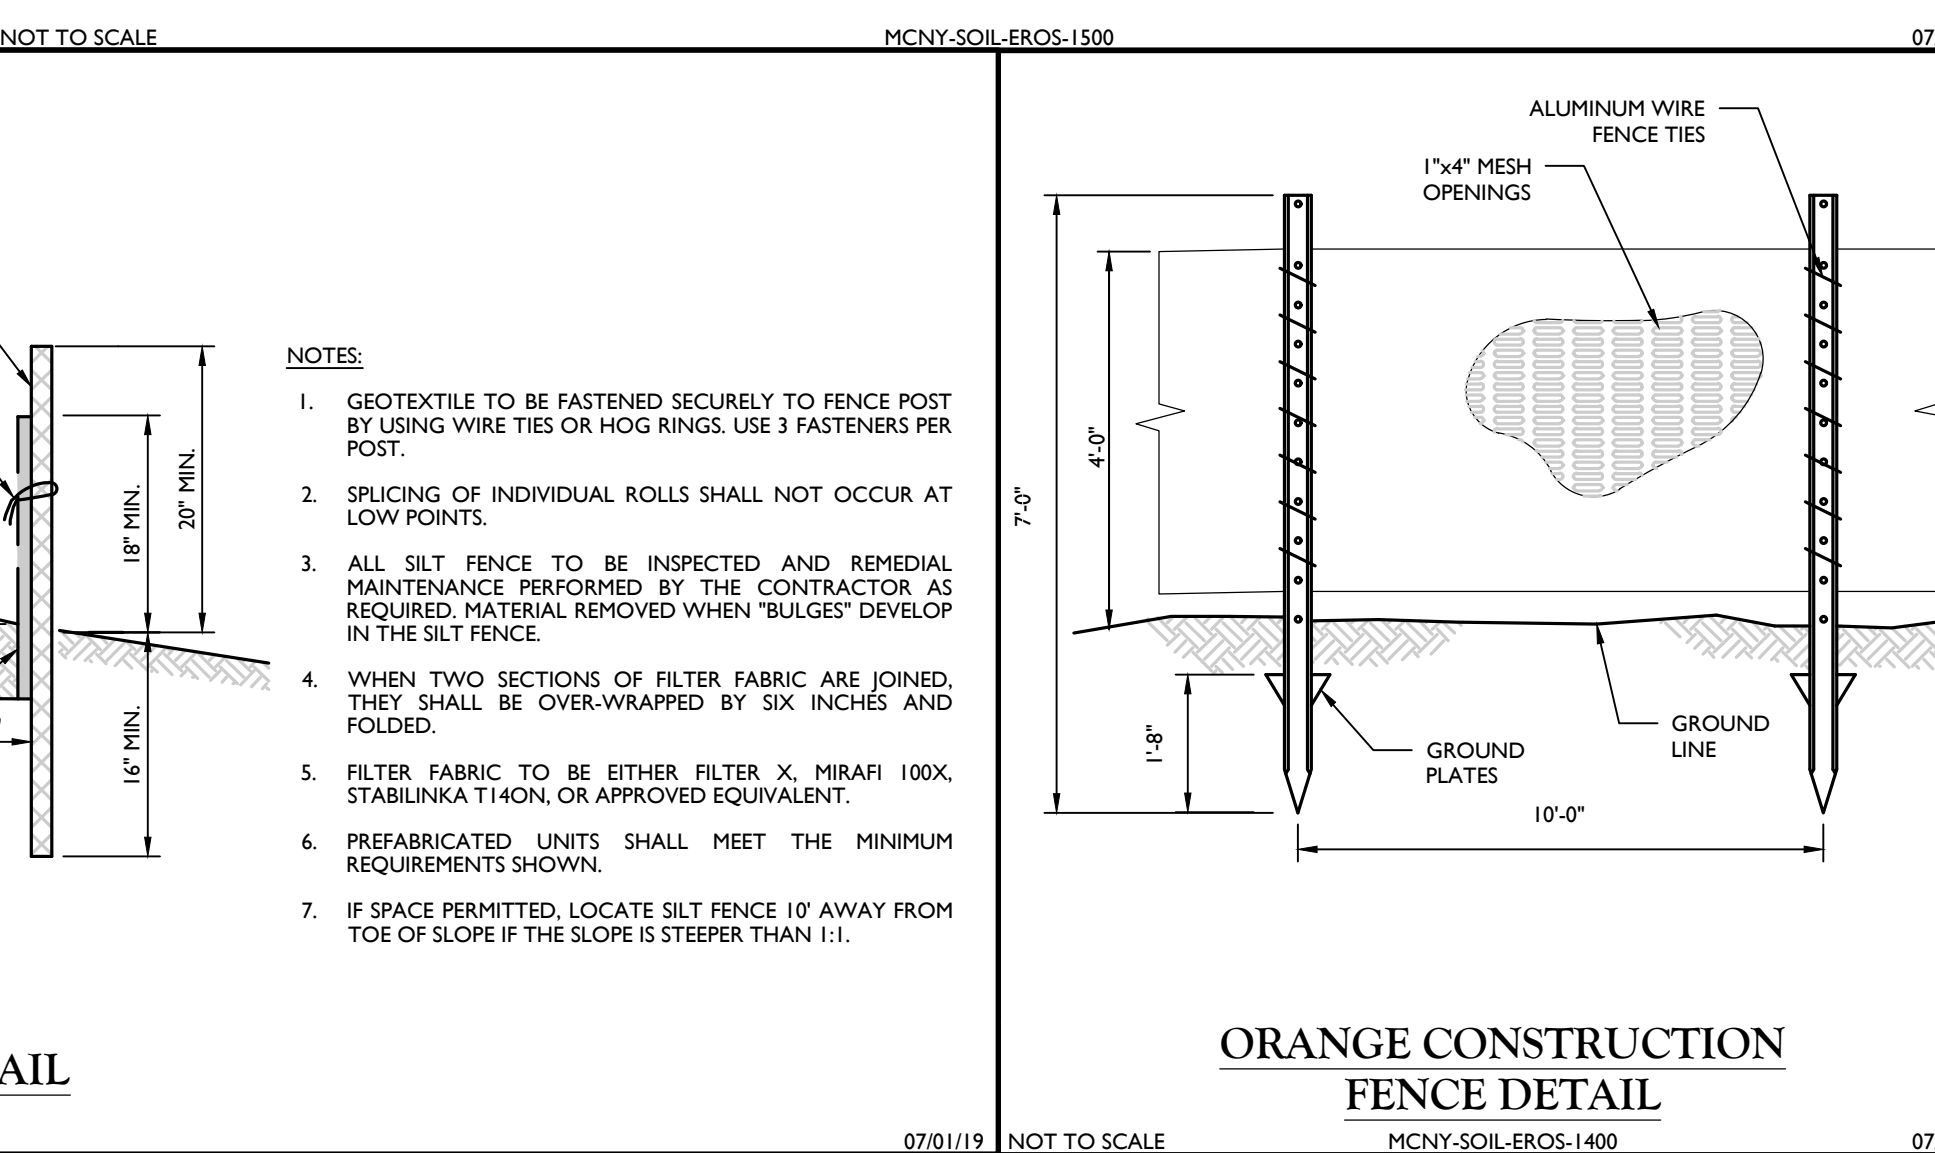 NOT TO SCALE
MCNY-SOIL-EROS-1500
07
20" MIN.
18" MIN.
16" MIN.
NOTES:
1. GEOTEXTILE TO BE FASTENED SECURELY TO FENCE POST
BY USING WIRE TIES OR HOG RINGS. USE 3 FASTENERS PER
POST.
2. SPLICING OF INDIVIDUAL ROLLS SHALL NOT OCCUR AT
LOW POINTS.
3. ALL SILT FENCE TO BE INSPECTED AND REMEDIAL
MAINTENANCE PERFORMED BY THE CONTRACTOR AS
REQUIRED. MATERIAL REMOVED WHEN "BULGES" DEVELOP
IN THE SILT FENCE.
4. WHEN TWO SECTIONS OF FILTER FABRIC ARE JOINED,
THEY SHALL BE OVER-WRAPPED BY SIX INCHES AND
FOLDED.
5. FILTER FABRIC TO BE EITHER FILTER X, MIRAFI 100X,
STABILINKA T14ON, OR APPROVED EQUIVALENT.
6. PREFABRICATED UNITS SHALL MEET THE MINIMUM
REQUIREMENTS SHOWN.
7. IF SPACE PERMITTED, LOCATE SILT FENCE 10' AWAY FROM
TOE OF SLOPE IF THE SLOPE IS STEEPER THAN 1:1.
AIL
07/01/19
ALUMINUM WIRE
FENCE TIES
1"x4" MESH
OPENINGS
4'-0"
7'-0"
1'-8"
GROUND
PLATES
GROUND
LINE
10'-0"
ORANGE CONSTRUCTION
FENCE DETAIL
NOT TO SCALE
MCNY-SOIL-EROS-1400
07